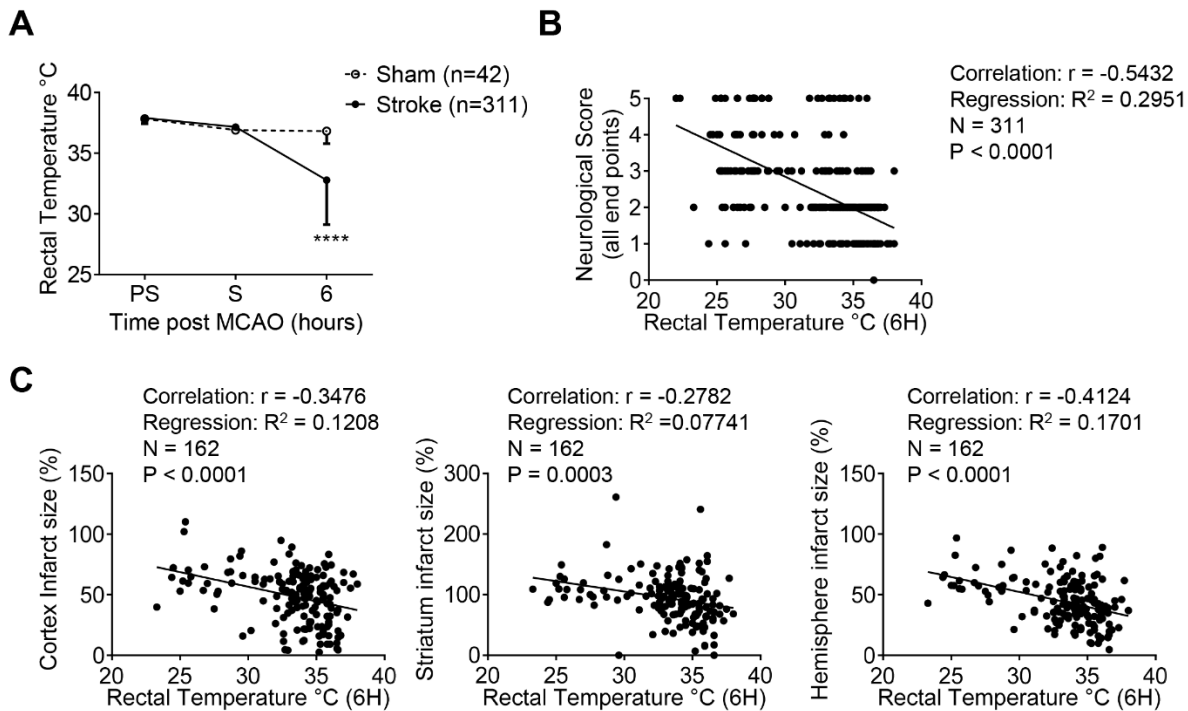 A
Rectal Temperature °C
40
35
30
25
PS
S
6
Time post MCAO (hours)
Sham (n=42)
Stroke (n=311)
****
B
Neurological Score
(all end points)
5
4
3
2
1
0
20
25
30
35
40
Rectal Temperature °C (6H)
Correlation: r = -0.5432
Regression: R² = 0.2951
N = 311
P < 0.0001
C
Correlation: r = -0.3476
Regression: R² = 0.1208
N = 162
P < 0.0001
Cortex Infarct size (%)
150
100
50
0
20
25
30
35
40
Rectal Temperature °C (6H)
Correlation: r = -0.2782
Regression: R² =0.07741
N = 162
P = 0.0003
Striatum infarct size (%)
300
200
100
0
20
25
30
35
40
Rectal Temperature °C (6H)
Correlation: r = -0.4124
Regression: R² = 0.1701
N = 162
P < 0.0001
Hemisphere infarct size (%)
150
100
50
0
20
25
30
35
40
Rectal Temperature °C (6H)